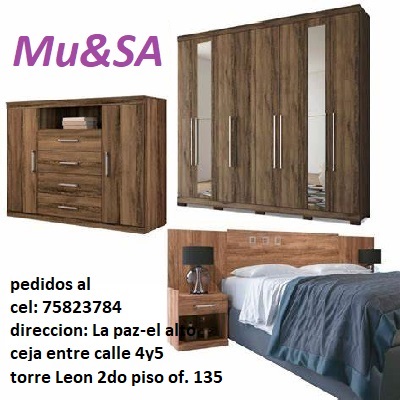 Mu&SA
pedidos al
cel: 75823784
direccion: La paz-el alto
ceja entre calle 4y5
torre Leon 2do piso of. 135